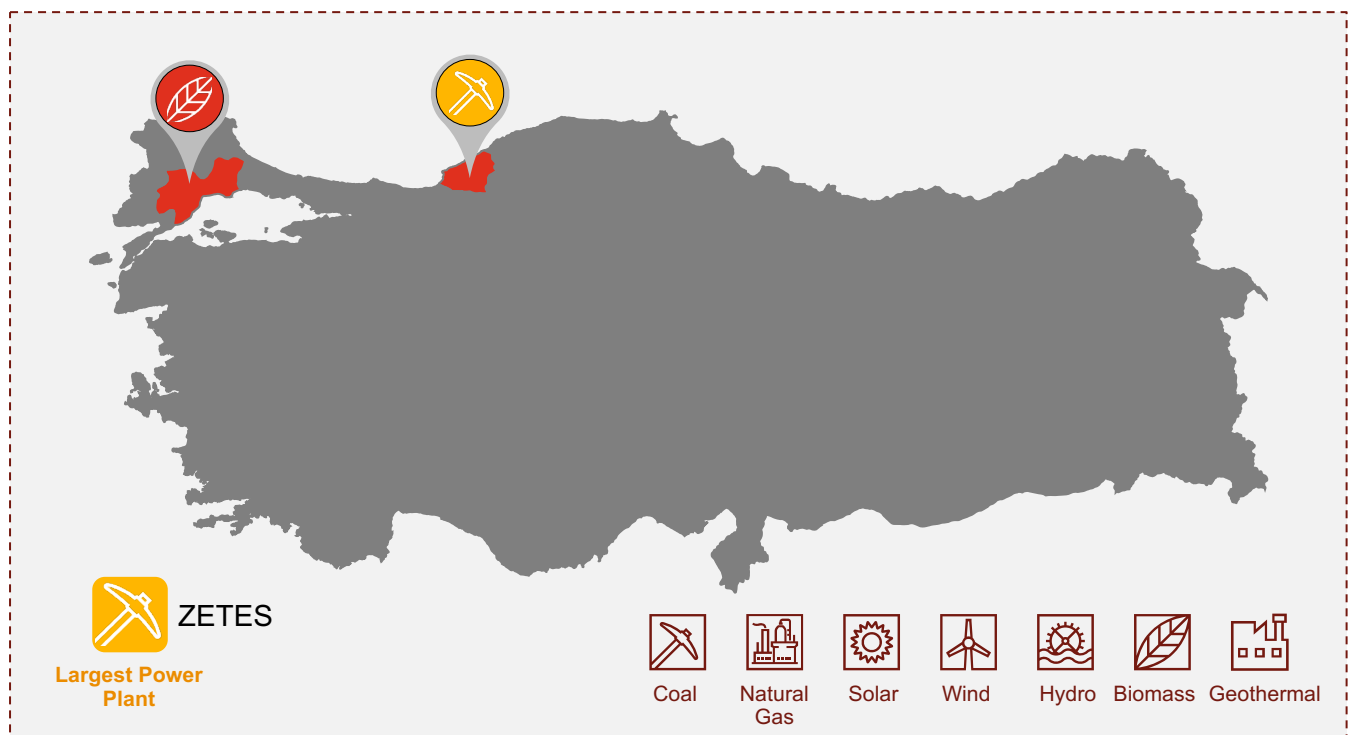 ZETES
Largest Power
Plant
Coal
Natural
Gas
Solar
Wind
Hydro
Biomass
Geothermal